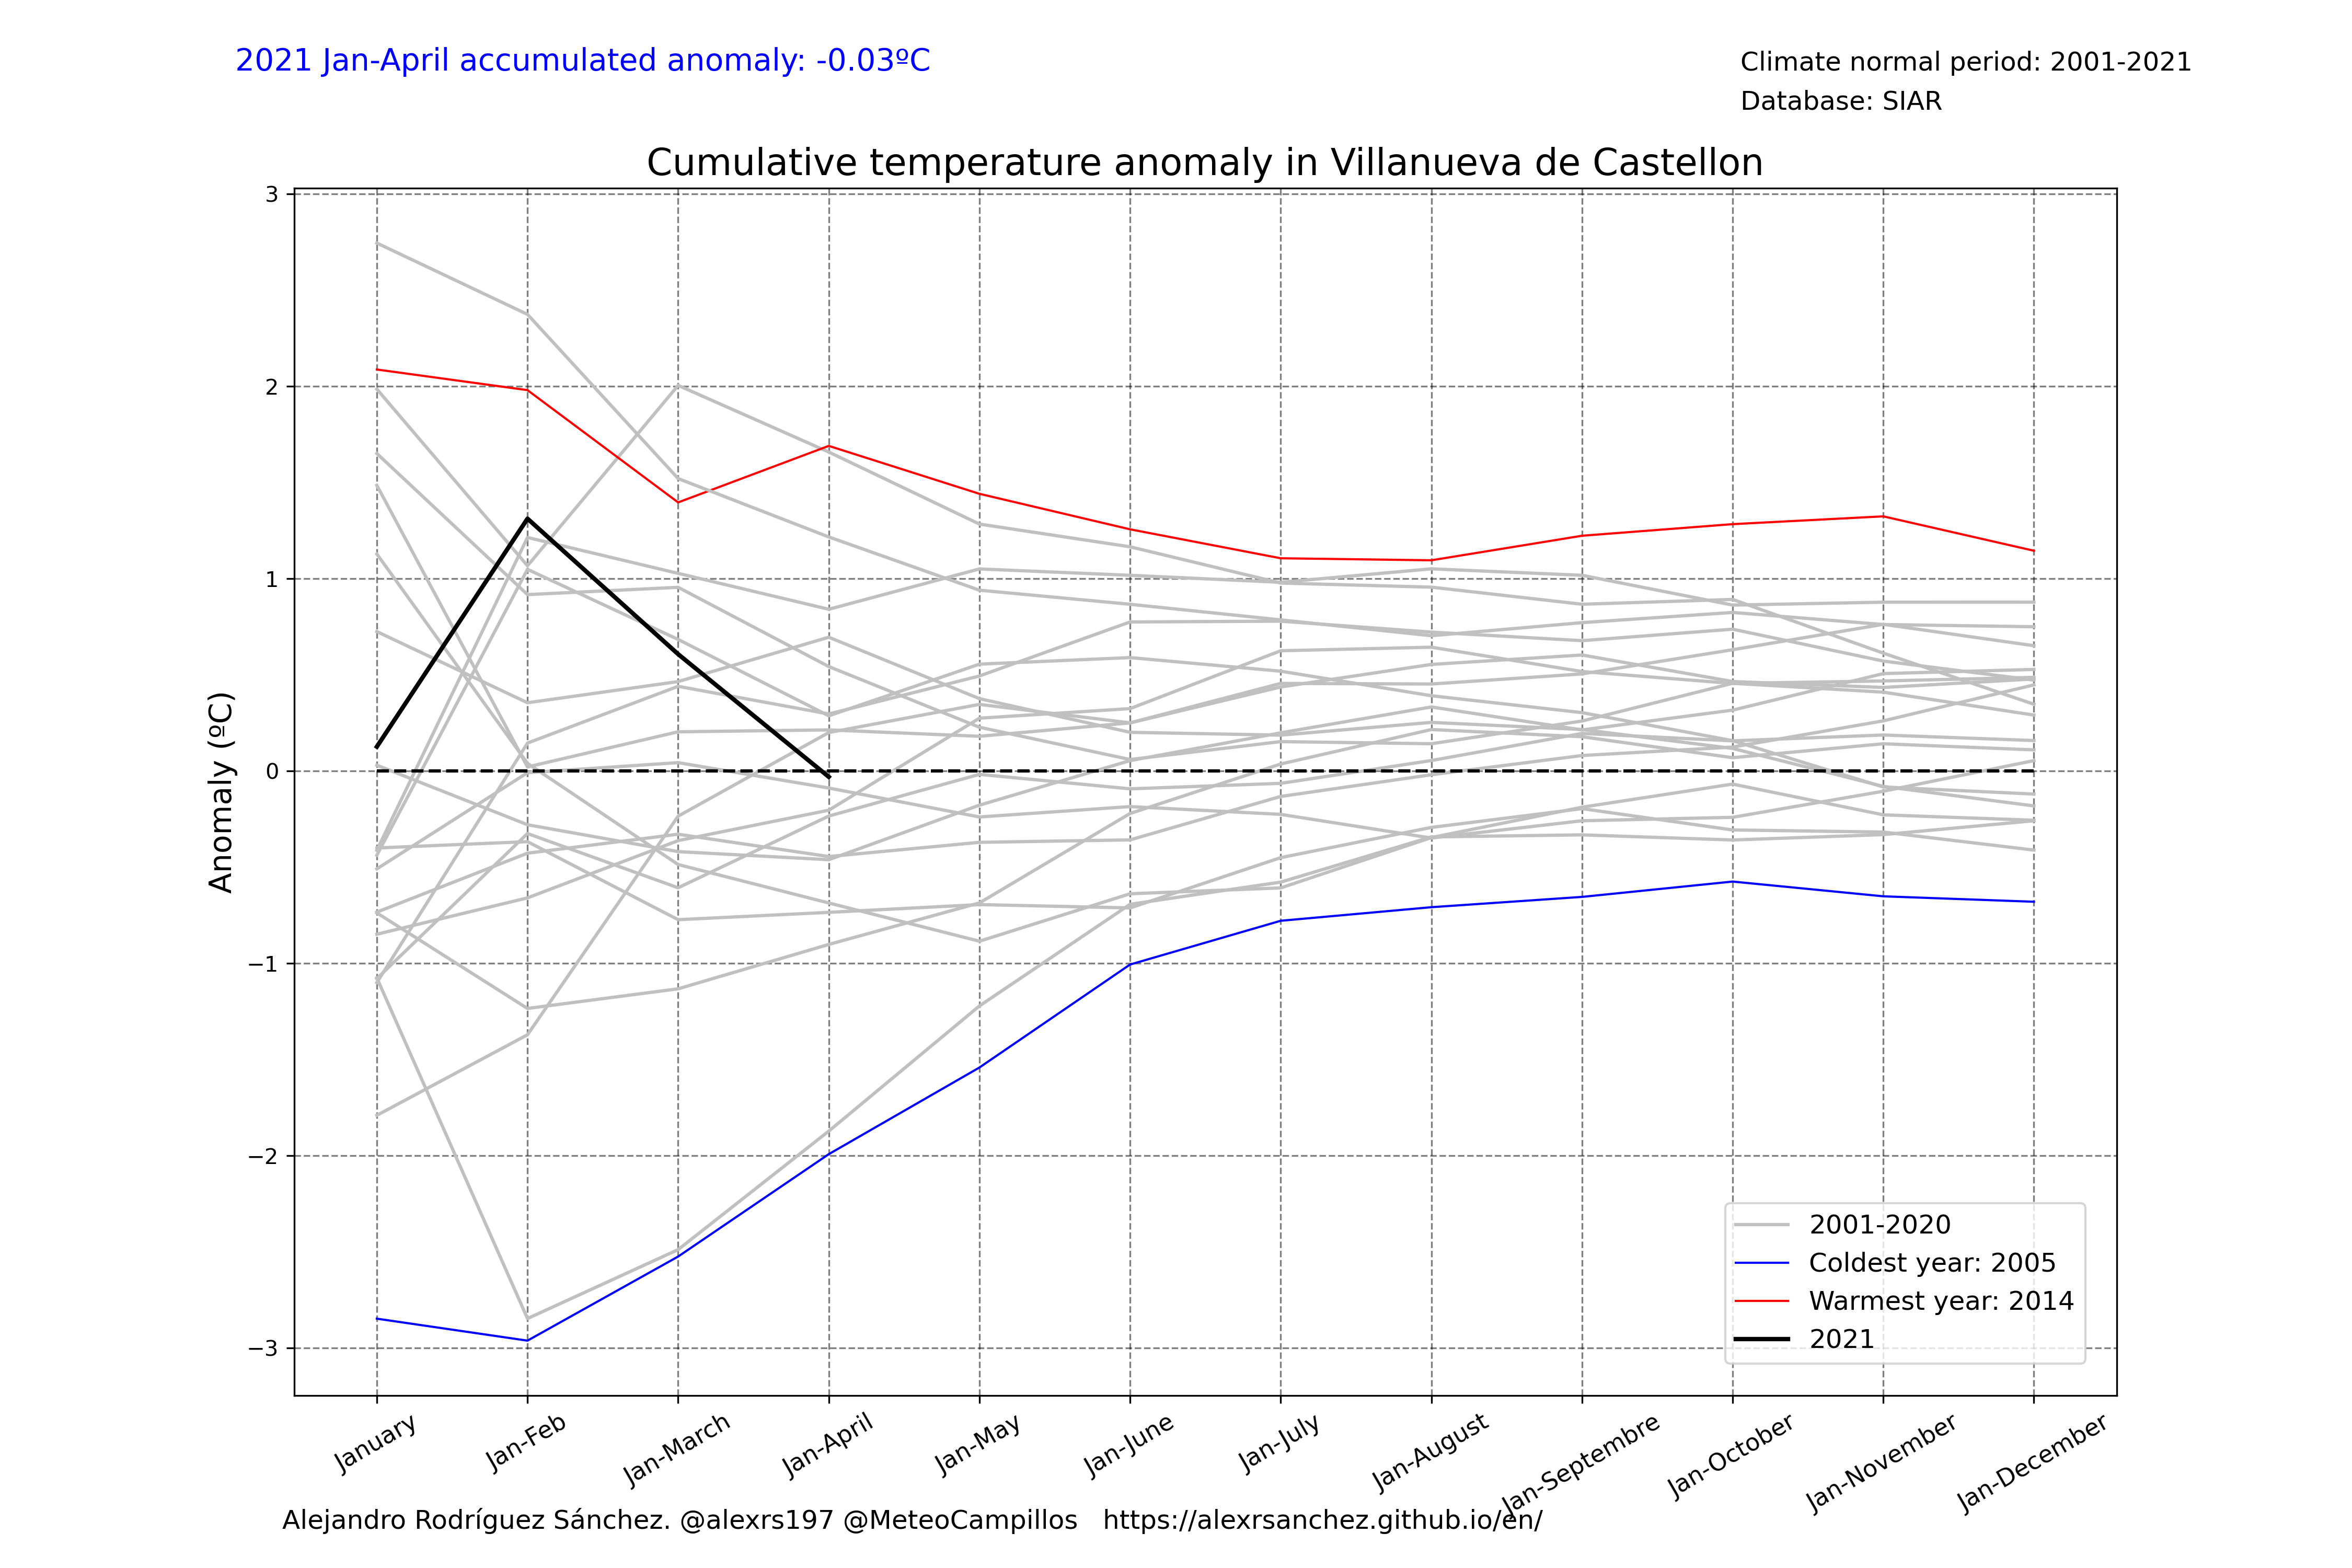 2021 Jan-April accumulated anomaly: -0.03ºC
Climate normal period: 2001-2021
Database: SIAR
Cumulative temperature anomaly in Villanueva de Castellon
3
2
1
0
−1
−2
−3
Anomaly (ºC)
2001-2020
Coldest year: 2005
Warmest year: 2014
2021
January
Jan-Feb
Jan-March
Jan-April
Jan-May
Jan-June
Jan-July
Jan-August
Jan-Septembre
Jan-October
Jan-November
Jan-December
Alejandro Rodríguez Sánchez. @alexrs197 @MeteoCampillos https://alexrsanchez.github.io/en/